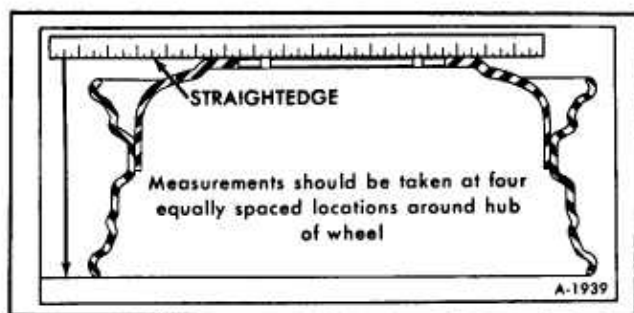 STRAIGHTEDGE
Measurements should be taken at four
equally spaced locations around hub
of wheel
A-1939